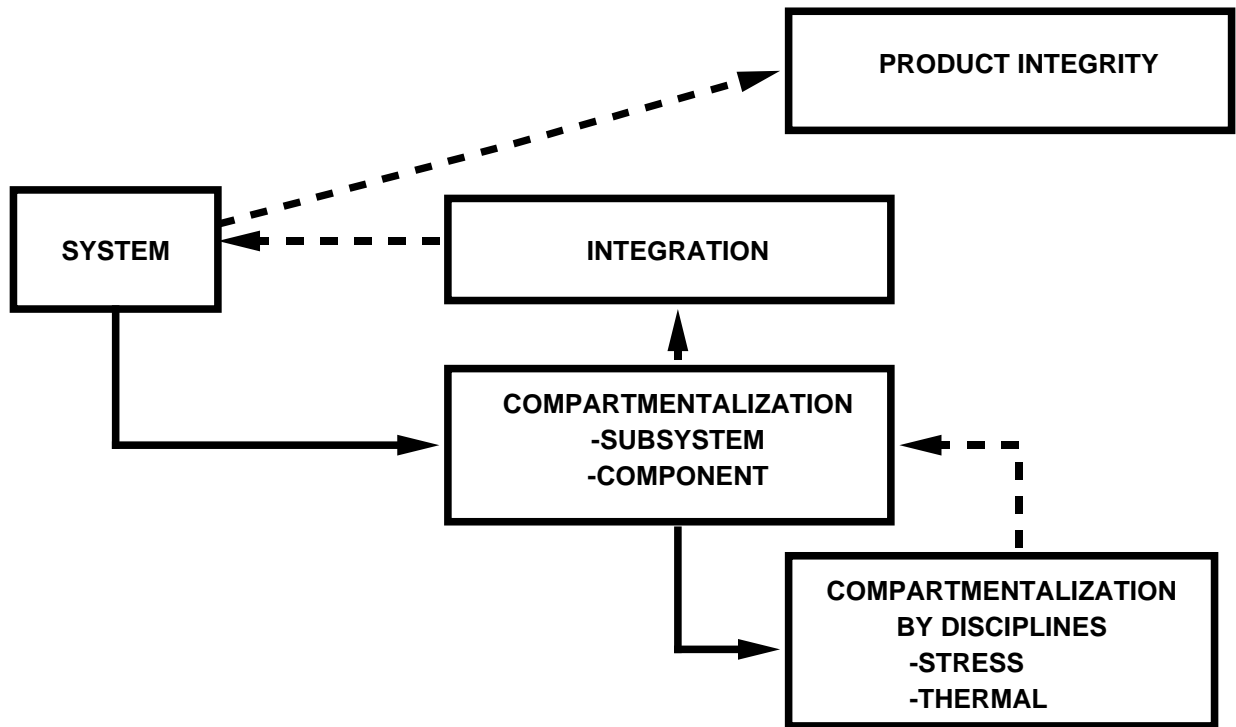 PRODUCT INTEGRITY
SYSTEM
INTEGRATION
COMPARTMENTALIZATION
-SUBSYSTEM
-COMPONENT
COMPARTMENTALIZATION
BY DISCIPLINES
-STRESS
-THERMAL